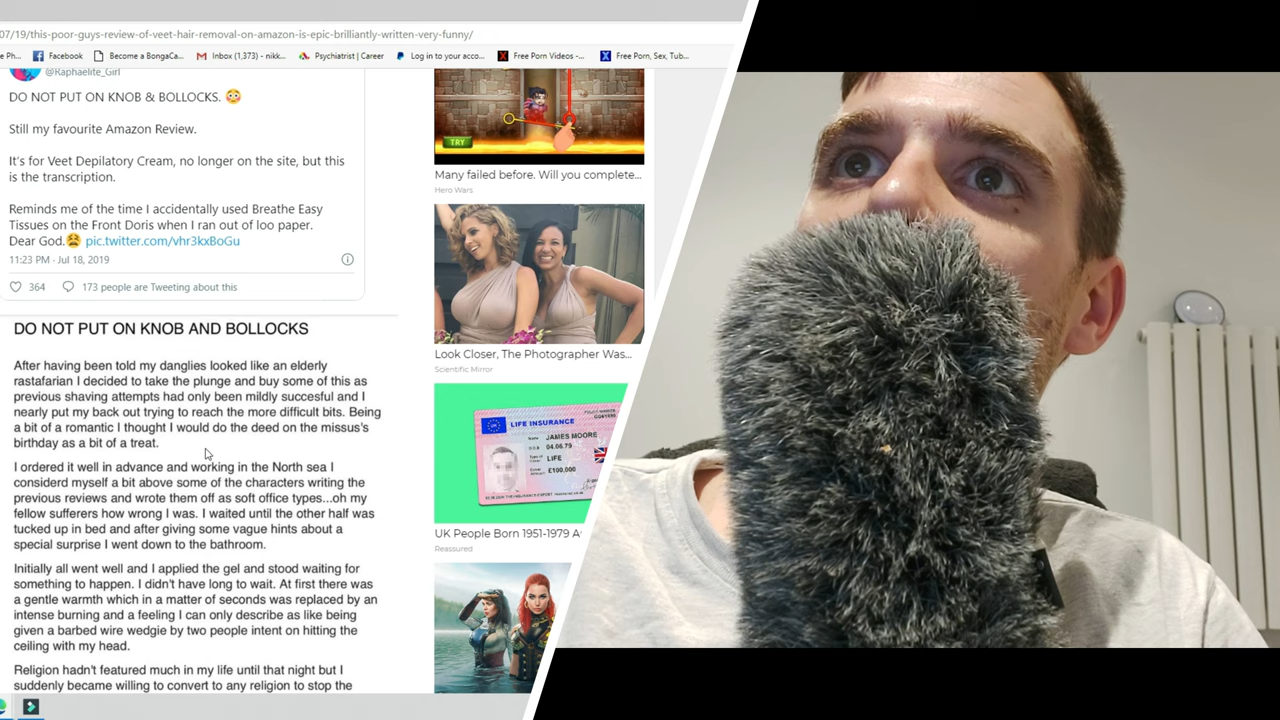 07/19/this-poor-guys-review-of-veet-hair-removal-on-amazon-is-epic-brilliantly-written-very-funny/
e Ph... Facebook Become a BongaCa... Inbox (1,373) - nikk... Psychiatrist | Career Log in to your acco... Free Porn Videos -... Free Porn, Sex, Tub...
@Raphaelite_Girl
DO NOT PUT ON KNOB & BOLLOCKS. 😳
Still my favourite Amazon Review.
It's for Veet Depilatory Cream, no longer on the site, but this
is the transcription.
Reminds me of the time I accidentally used Breathe Easy
Tissues on the Front Doris when I ran out of loo paper.
Dear God.😫 pic.twitter.com/vhr3kxBoGu
11:23 PM · Jul 18, 2019
364 173 people are Tweeting about this
DO NOT PUT ON KNOB AND BOLLOCKS
After having been told my danglies looked like an elderly
rastafarian I decided to take the plunge and buy some of this as
previous shaving attempts had only been mildly succesful and I
nearly put my back out trying to reach the more difficult bits. Being
a bit of a romantic I thought I would do the deed on the missus's
birthday as a bit of a treat.
I ordered it well in advance and working in the North sea I
considerd myself a bit above some of the characters writing the
previous reviews and wrote them off as soft office types...oh my
fellow sufferers how wrong I was. I waited until the other half was
tucked up in bed and after giving some vague hints about a
special surprise I went down to the bathroom.
Initially all went well and I applied the gel and stood waiting for
something to happen. I didn't have long to wait. At first there was
a gentle warmth which in a matter of seconds was replaced by an
intense burning and a feeling I can only describe as like being
given a barbed wire wedgie by two people intent on hitting the
ceiling with my head.
Religion hadn't featured much in my life until that night but I
suddenly became willing to convert to any religion to stop the
TRY
Many failed before. Will you complete...
Hero Wars
Look Closer, The Photographer Was...
Scientific Mirror
LIFE INSURANCE
JAMES MOORE
04.06.79
LIFE
£100,000
UK People Born 1951-1979 A
Reassured